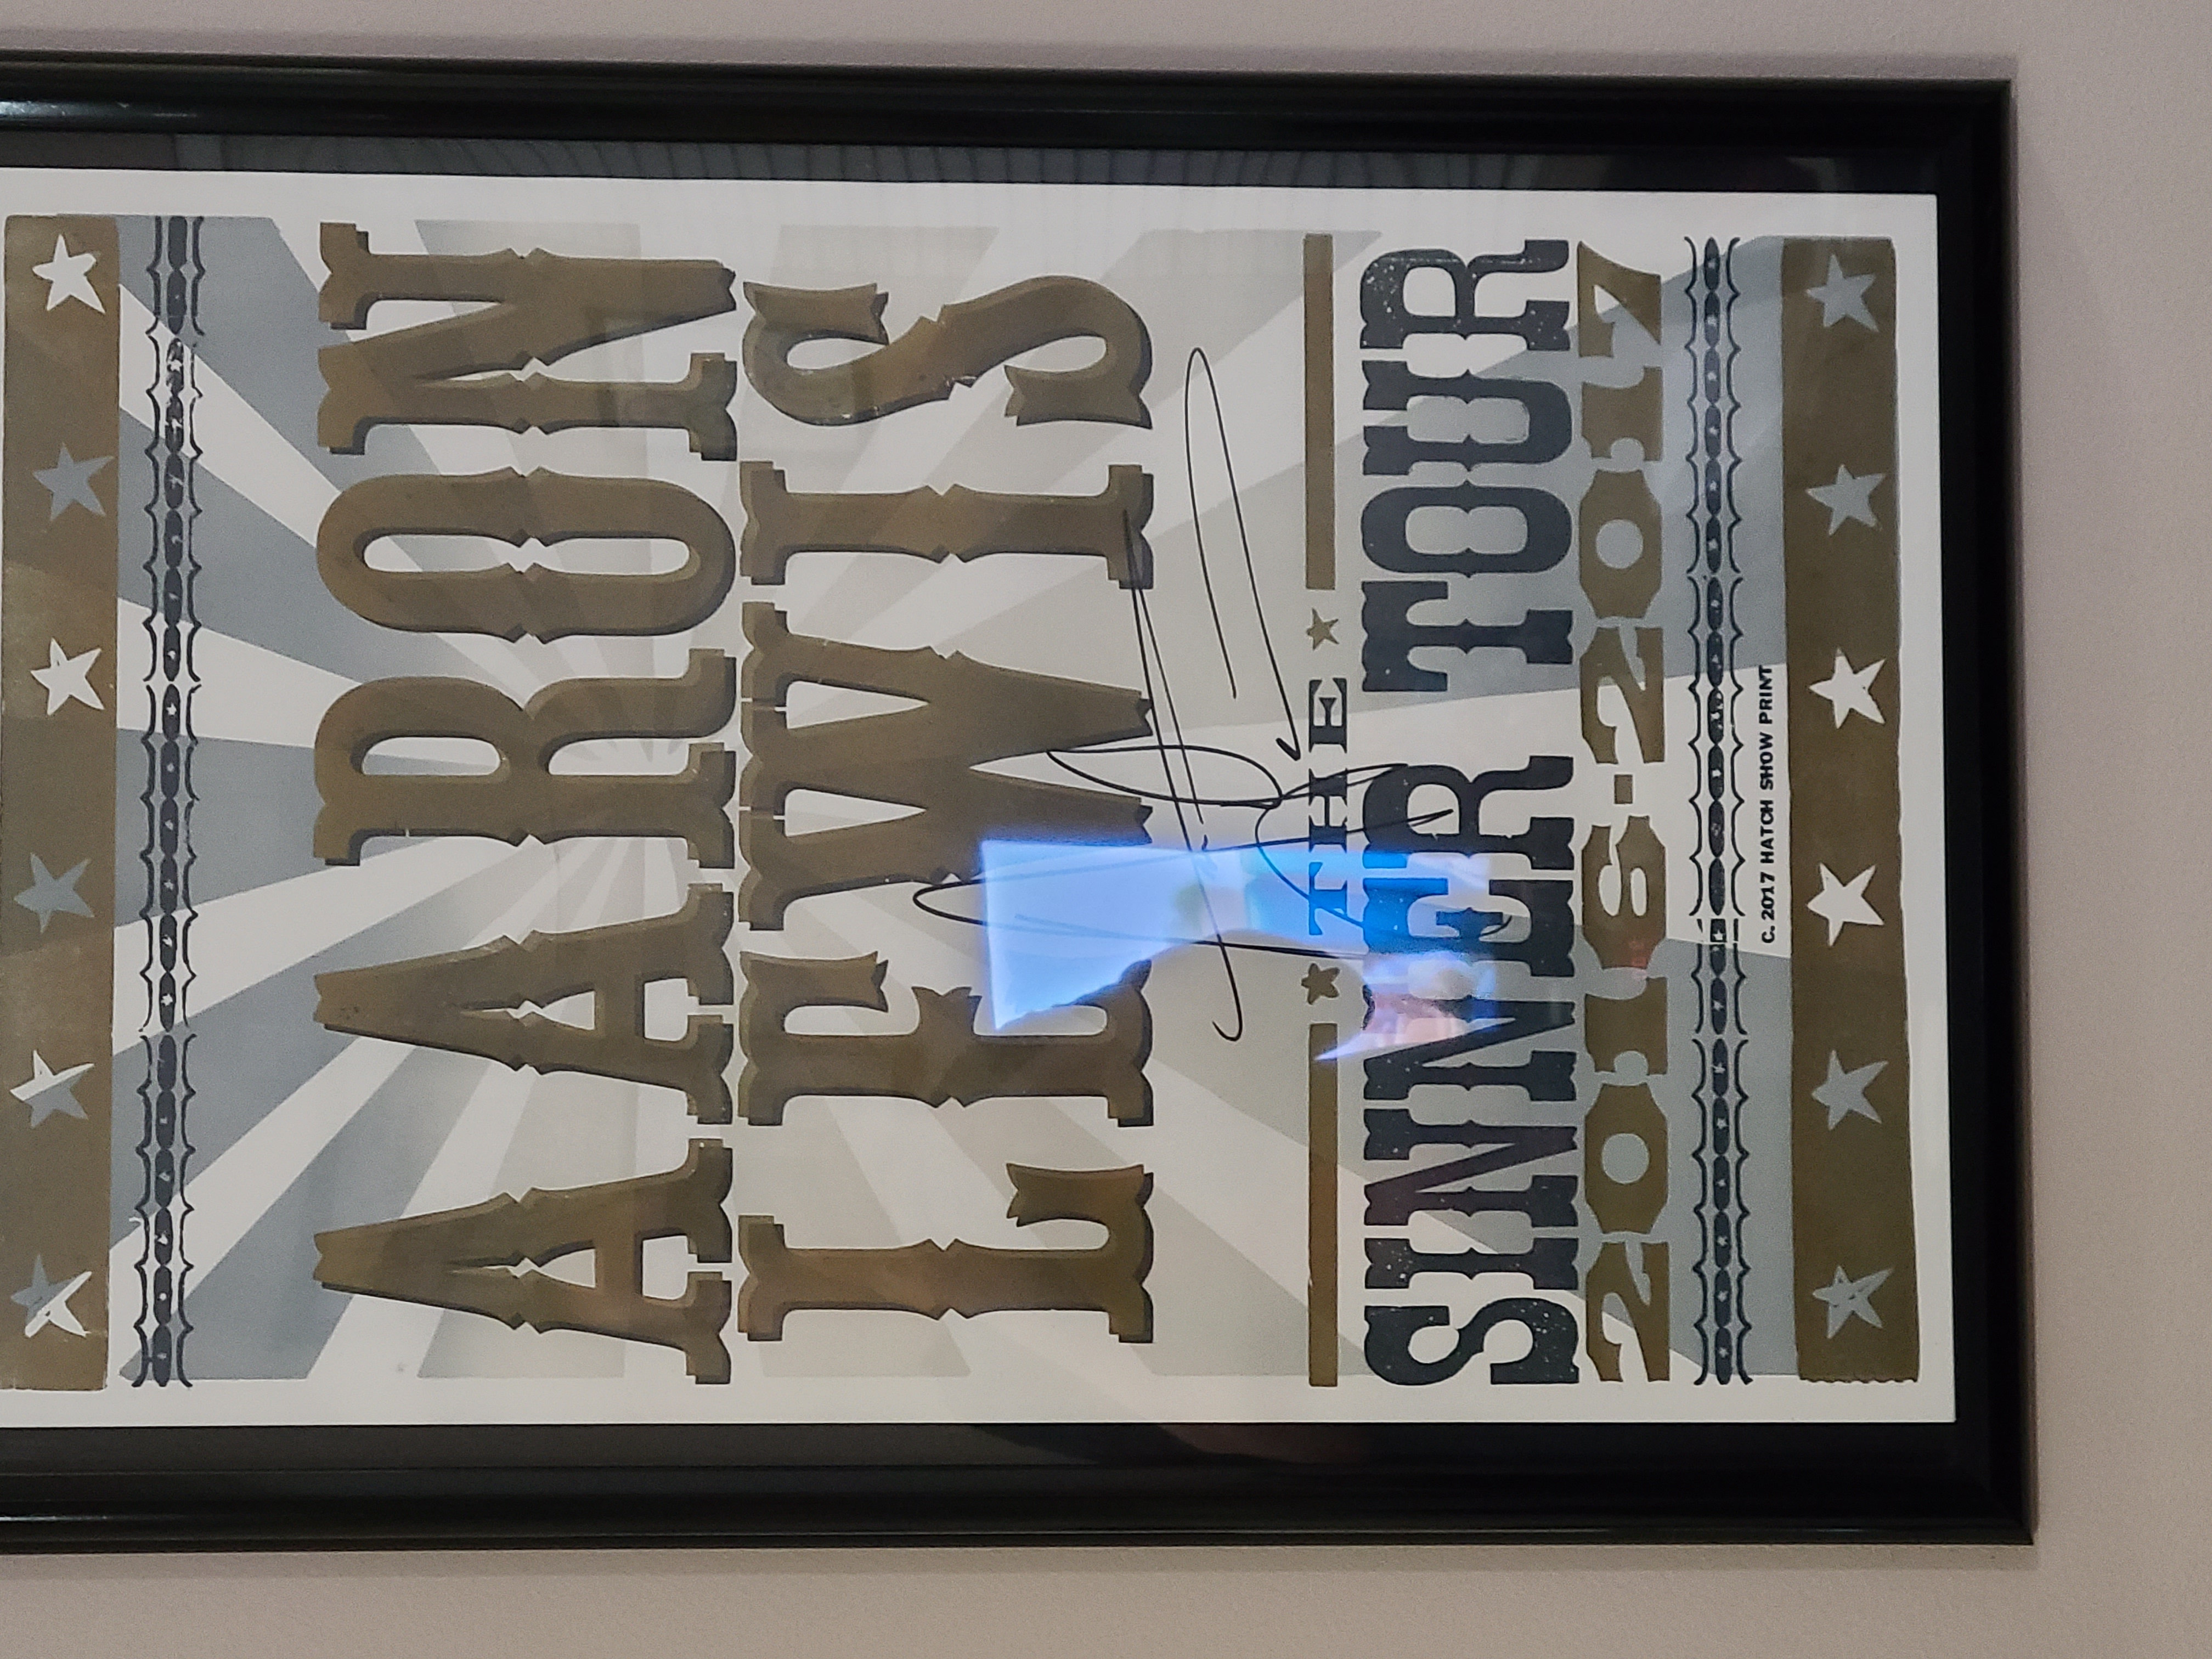 AARON
LEWIS
THE
SINNER TOUR
2016-2017
C. 2017 HATCH SHOW PRINT